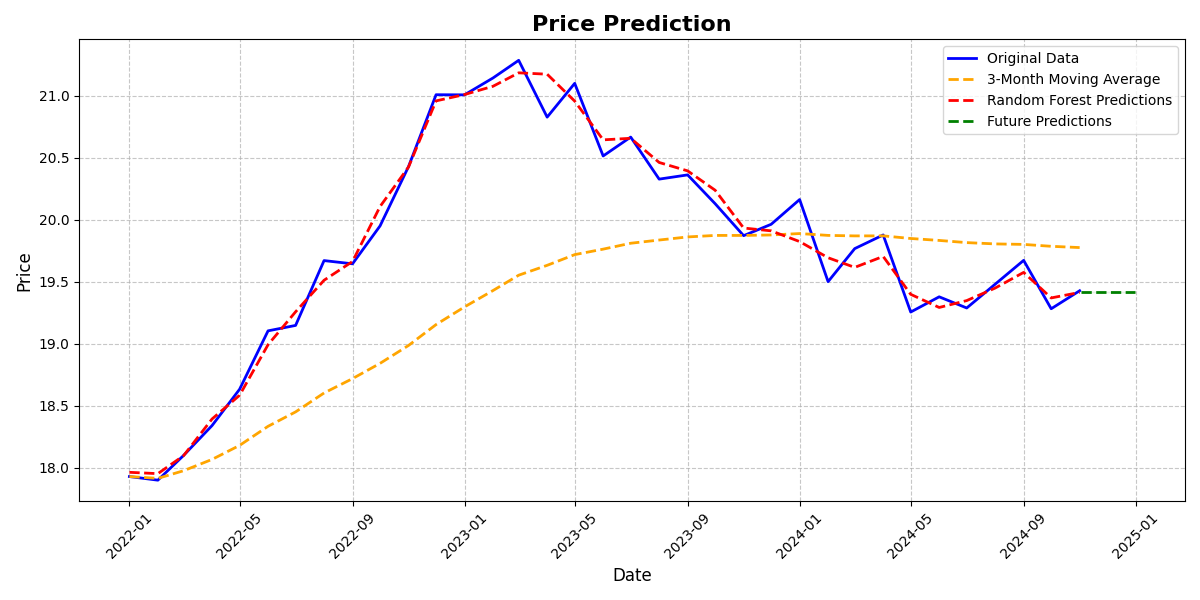 Price Prediction
Original Data
3-Month Moving Average
Random Forest Predictions
Future Predictions
Price
21.0
20.5
20.0
19.5
19.0
18.5
18.0
2022-01
2022-05
2022-09
2023-01
2023-05
2023-09
2024-01
2024-05
2024-09
2025-01
Date